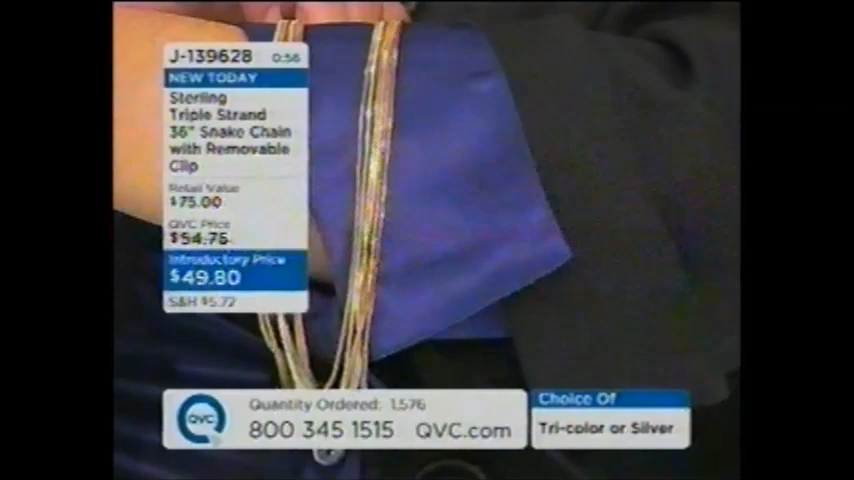 J-139628 0:56
NEW TODAY
Sterling
Triple Strand
36" Snake Chain
with Removable
Clip
Retail Value
$75.00
QVC Price
$54.75
Introductory Price
$49.80
S&H $5.72
QVC
Quantity Ordered: 1,576
800 345 1515 QVC.com
Choice Of
Tri-color or Silver